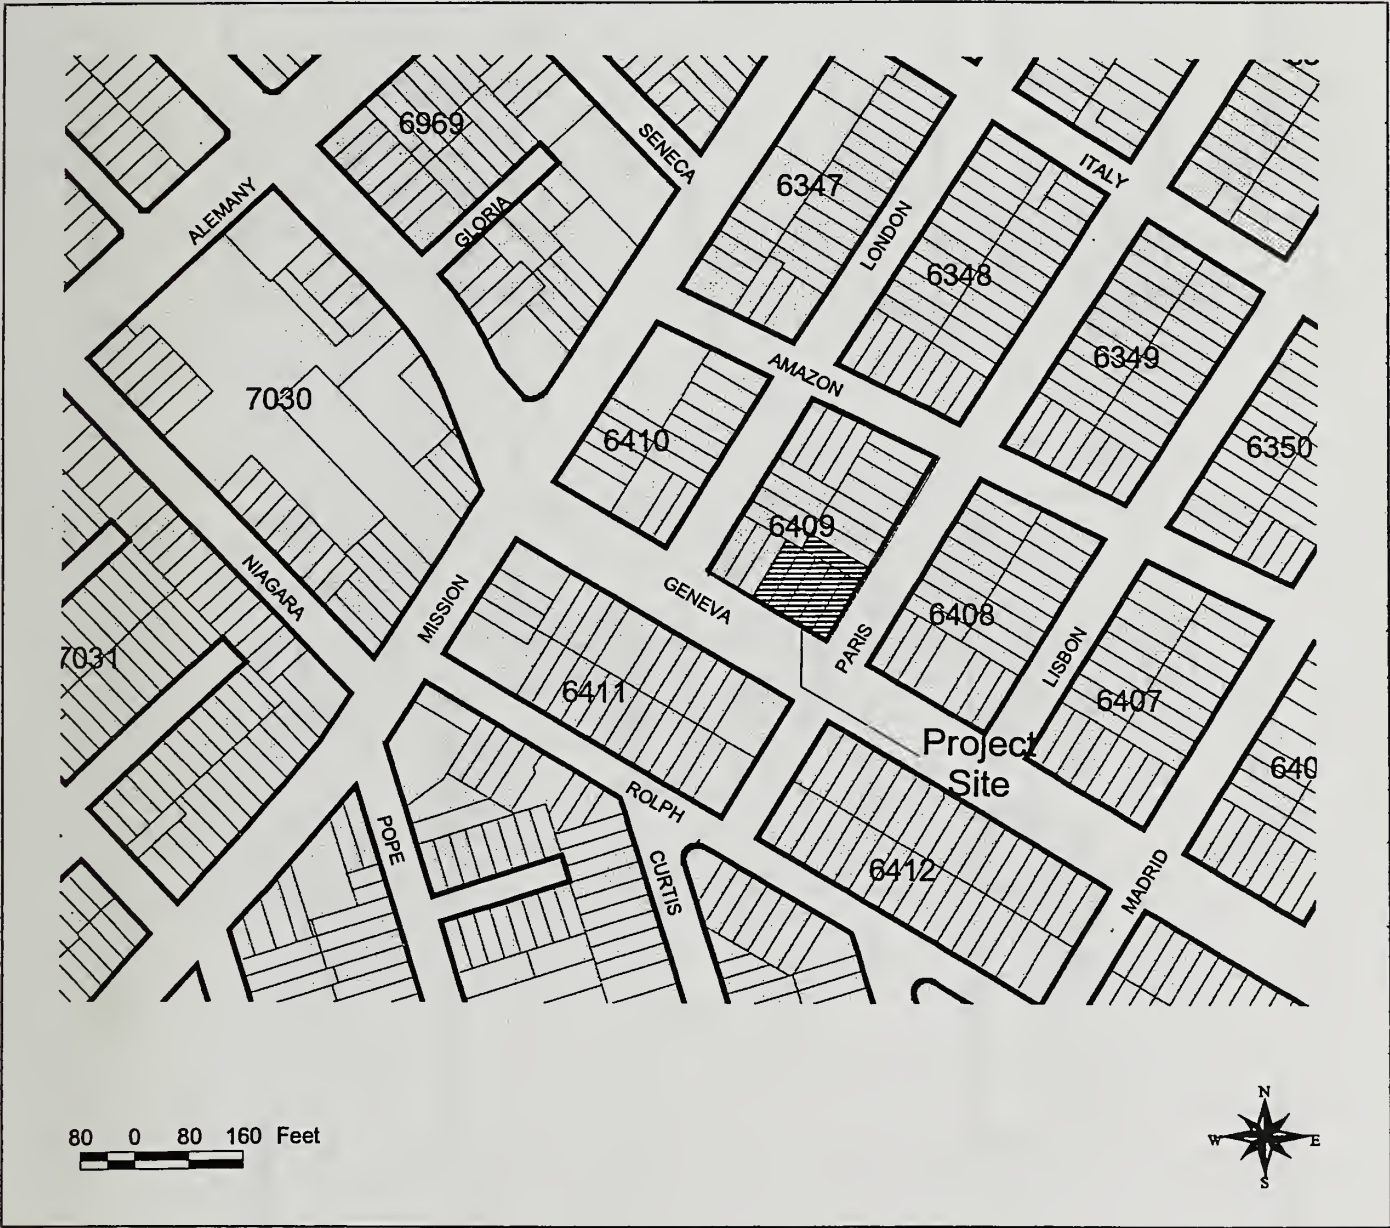 6969
SENECA
ITALY
ALEMANY
GLORIA
6347
LONDON
6348
6349
7030
AMAZON
6410
6350
6409
NIAGARA
MISSION
GENEVA
PARIS
6408
LISBON
7031
6411
6407
Project
Site
640
ROLPH
POPE
CURTIS
6412
MADRID
80 0 80 160 Feet
N
W E
S